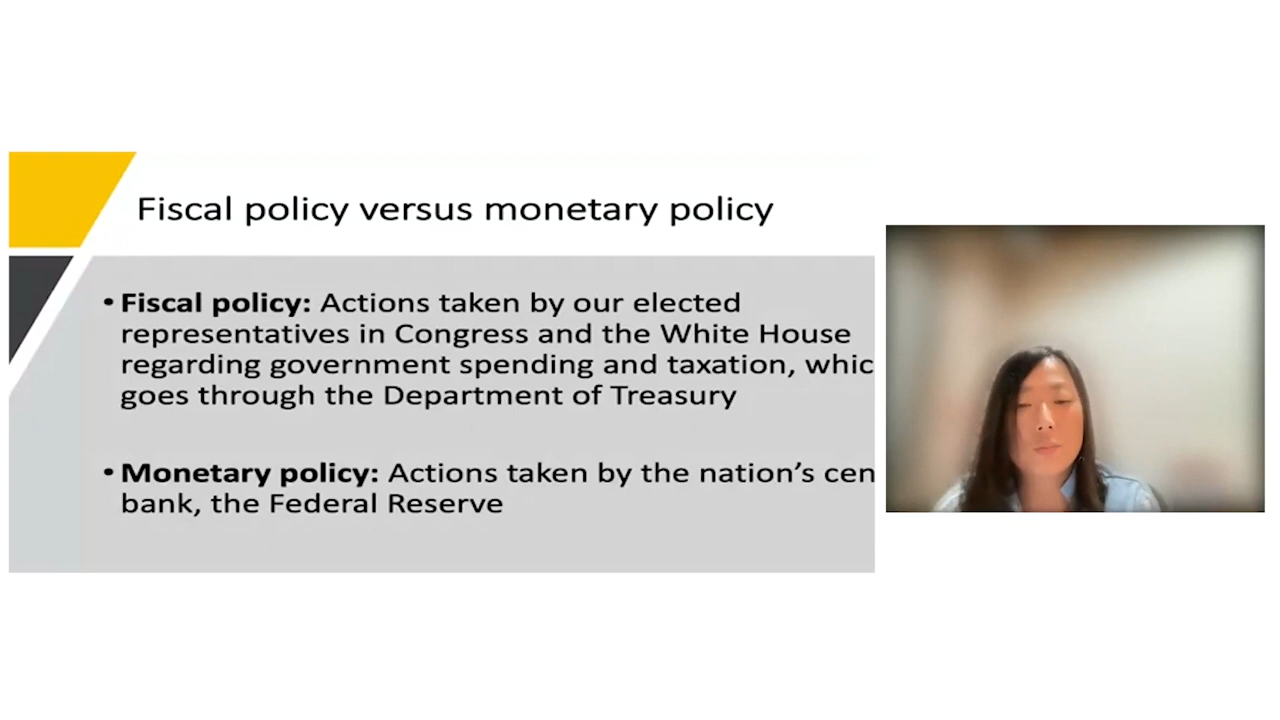 Fiscal policy versus monetary policy
• Fiscal policy: Actions taken by our elected
representatives in Congress and the White House
regarding government spending and taxation, whic
goes through the Department of Treasury
• Monetary policy: Actions taken by the nation’s cen
bank, the Federal Reserve